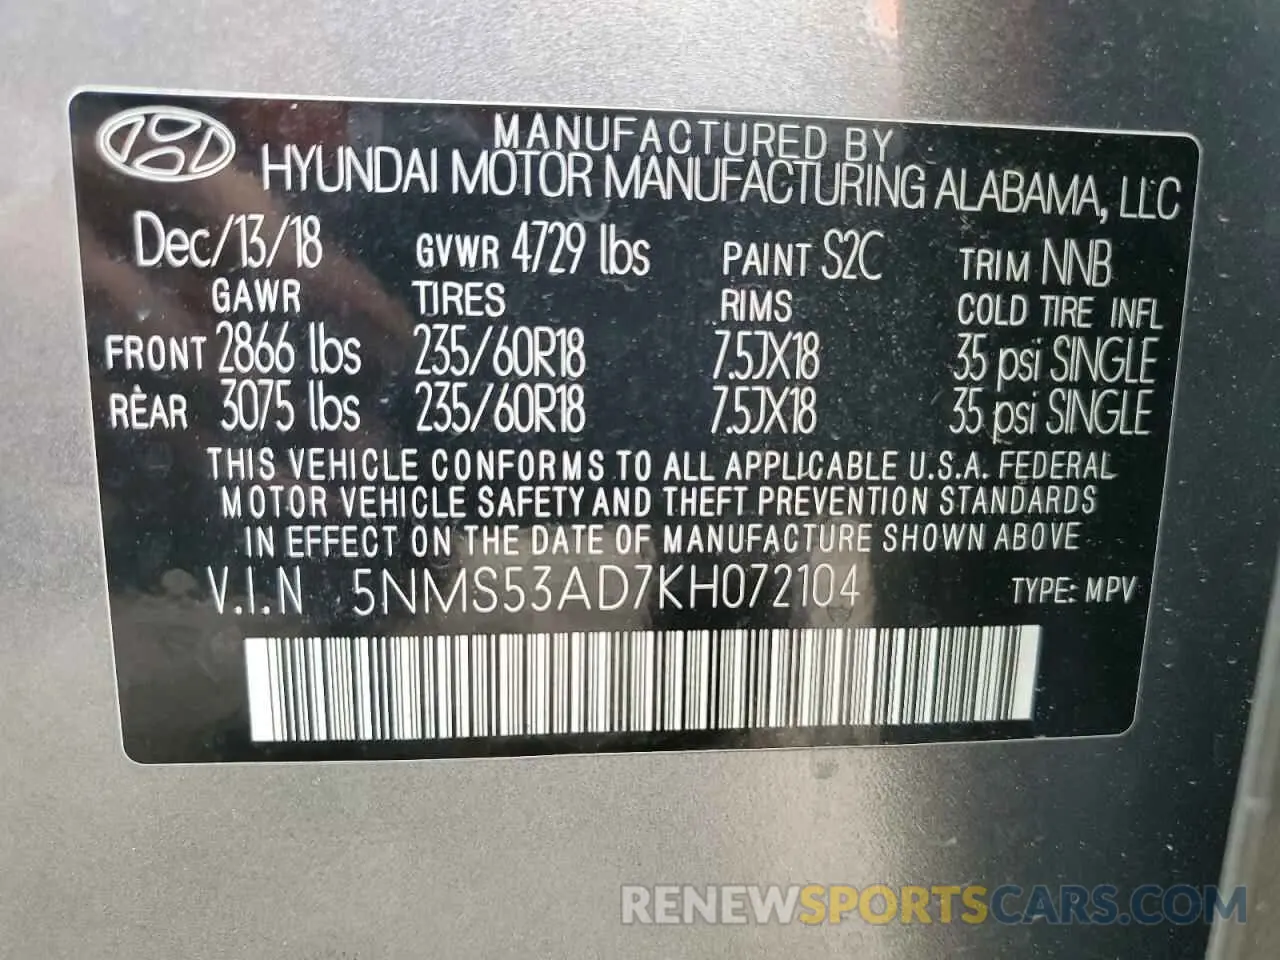 MANUFACTURED BY
HYUNDAI MOTOR MANUFACTURING ALABAMA, LLC
Dec/13/18 GVWR 4729 lbs PAINT S2C TRIM NNB
GAWR TIRES RIMS COLD TIRE INFL
FRONT 2866 lbs 235/60R18 7.5JX18 35 psi SINGLE
REAR 3075 lbs 235/60R18 7.5JX18 35 psi SINGLE
THIS VEHICLE CONFORMS TO ALL APPLICABLE U.S.A. FEDERAL
MOTOR VEHICLE SAFETY AND THEFT PREVENTION STANDARDS
IN EFFECT ON THE DATE OF MANUFACTURE SHOWN ABOVE
V.I.N 5NMS53AD7KH072104 TYPE: MPV
RENEWSPORTSCARS.COM